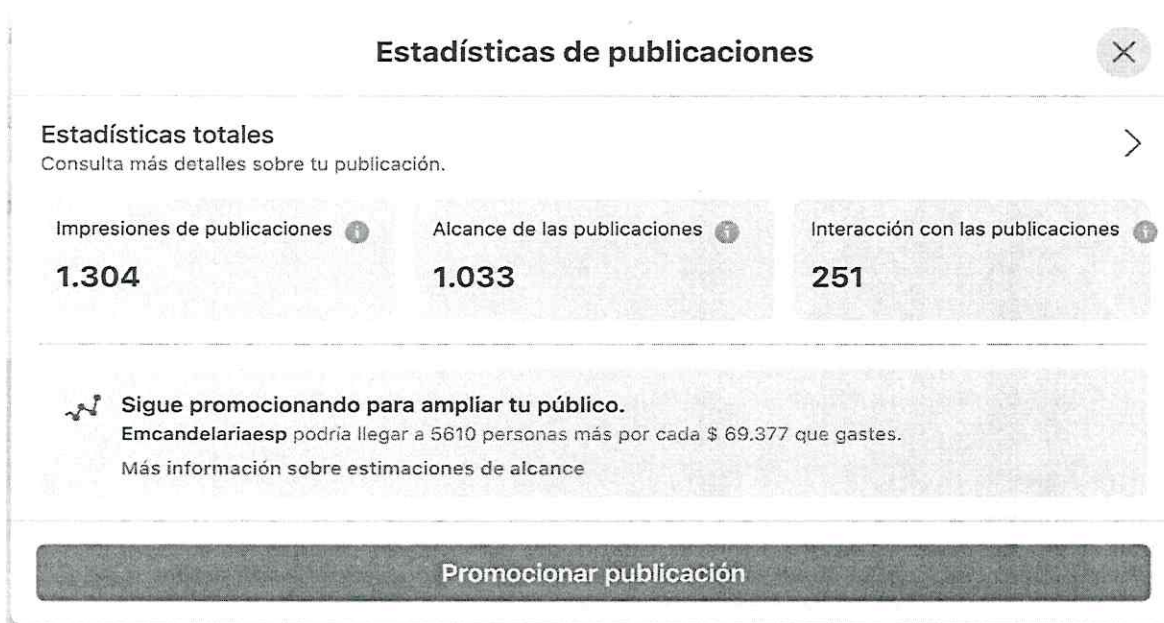 Estadísticas de publicaciones
Estadísticas totales
Consulta más detalles sobre tu publicación.
Impresiones de publicaciones
Alcance de las publicaciones
Interacción con las publicaciones
1.304
1.033
251
Sigue promocionando para ampliar tu público.
Emcandelariaesp podría llegar a 5610 personas más por cada $ 69.377 que gastes.
Más información sobre estimaciones de alcance
Promocionar publicación